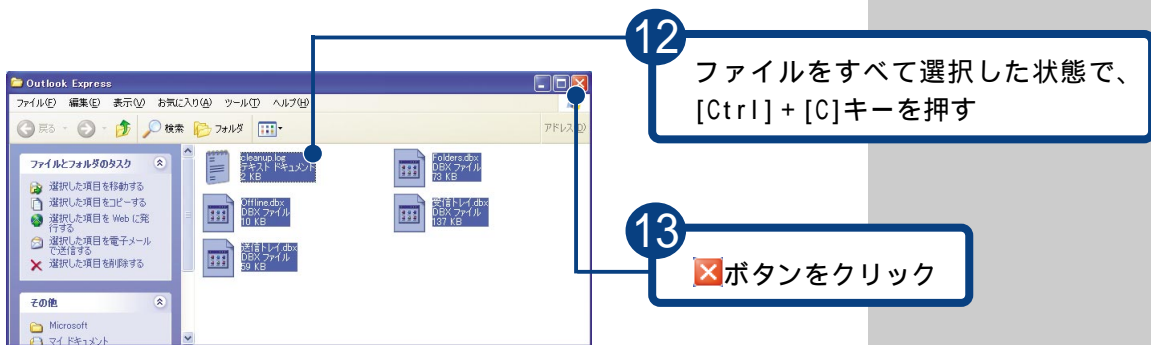 12
ファイルをすべて選択した状態で、
[Ctrl]+[C]キーを押す
Outlook Express
ファイル(F) 編集(E) 表示(V) お気に入り(A) ツール(T) ヘルプ(H)
戻る 検索 フォルダ アドレス(D)
ファイルとフォルダのタスク
選択した項目を移動する
選択した項目をコピーする
選択した項目を Web に発
行する
選択した項目を電子メール
で送信する
選択した項目を削除する
その他
Microsoft
マイ ドキュメント
cleanup.log
テキスト ドキュメント
2 KB
Folders.dbx
DBX ファイル
73 KB
Offline.dbx
DBX ファイル
10 KB
受信トレイ.dbx
DBX ファイル
137 KB
送信トレイ.dbx
DBX ファイル
59 KB
13
ボタンをクリック